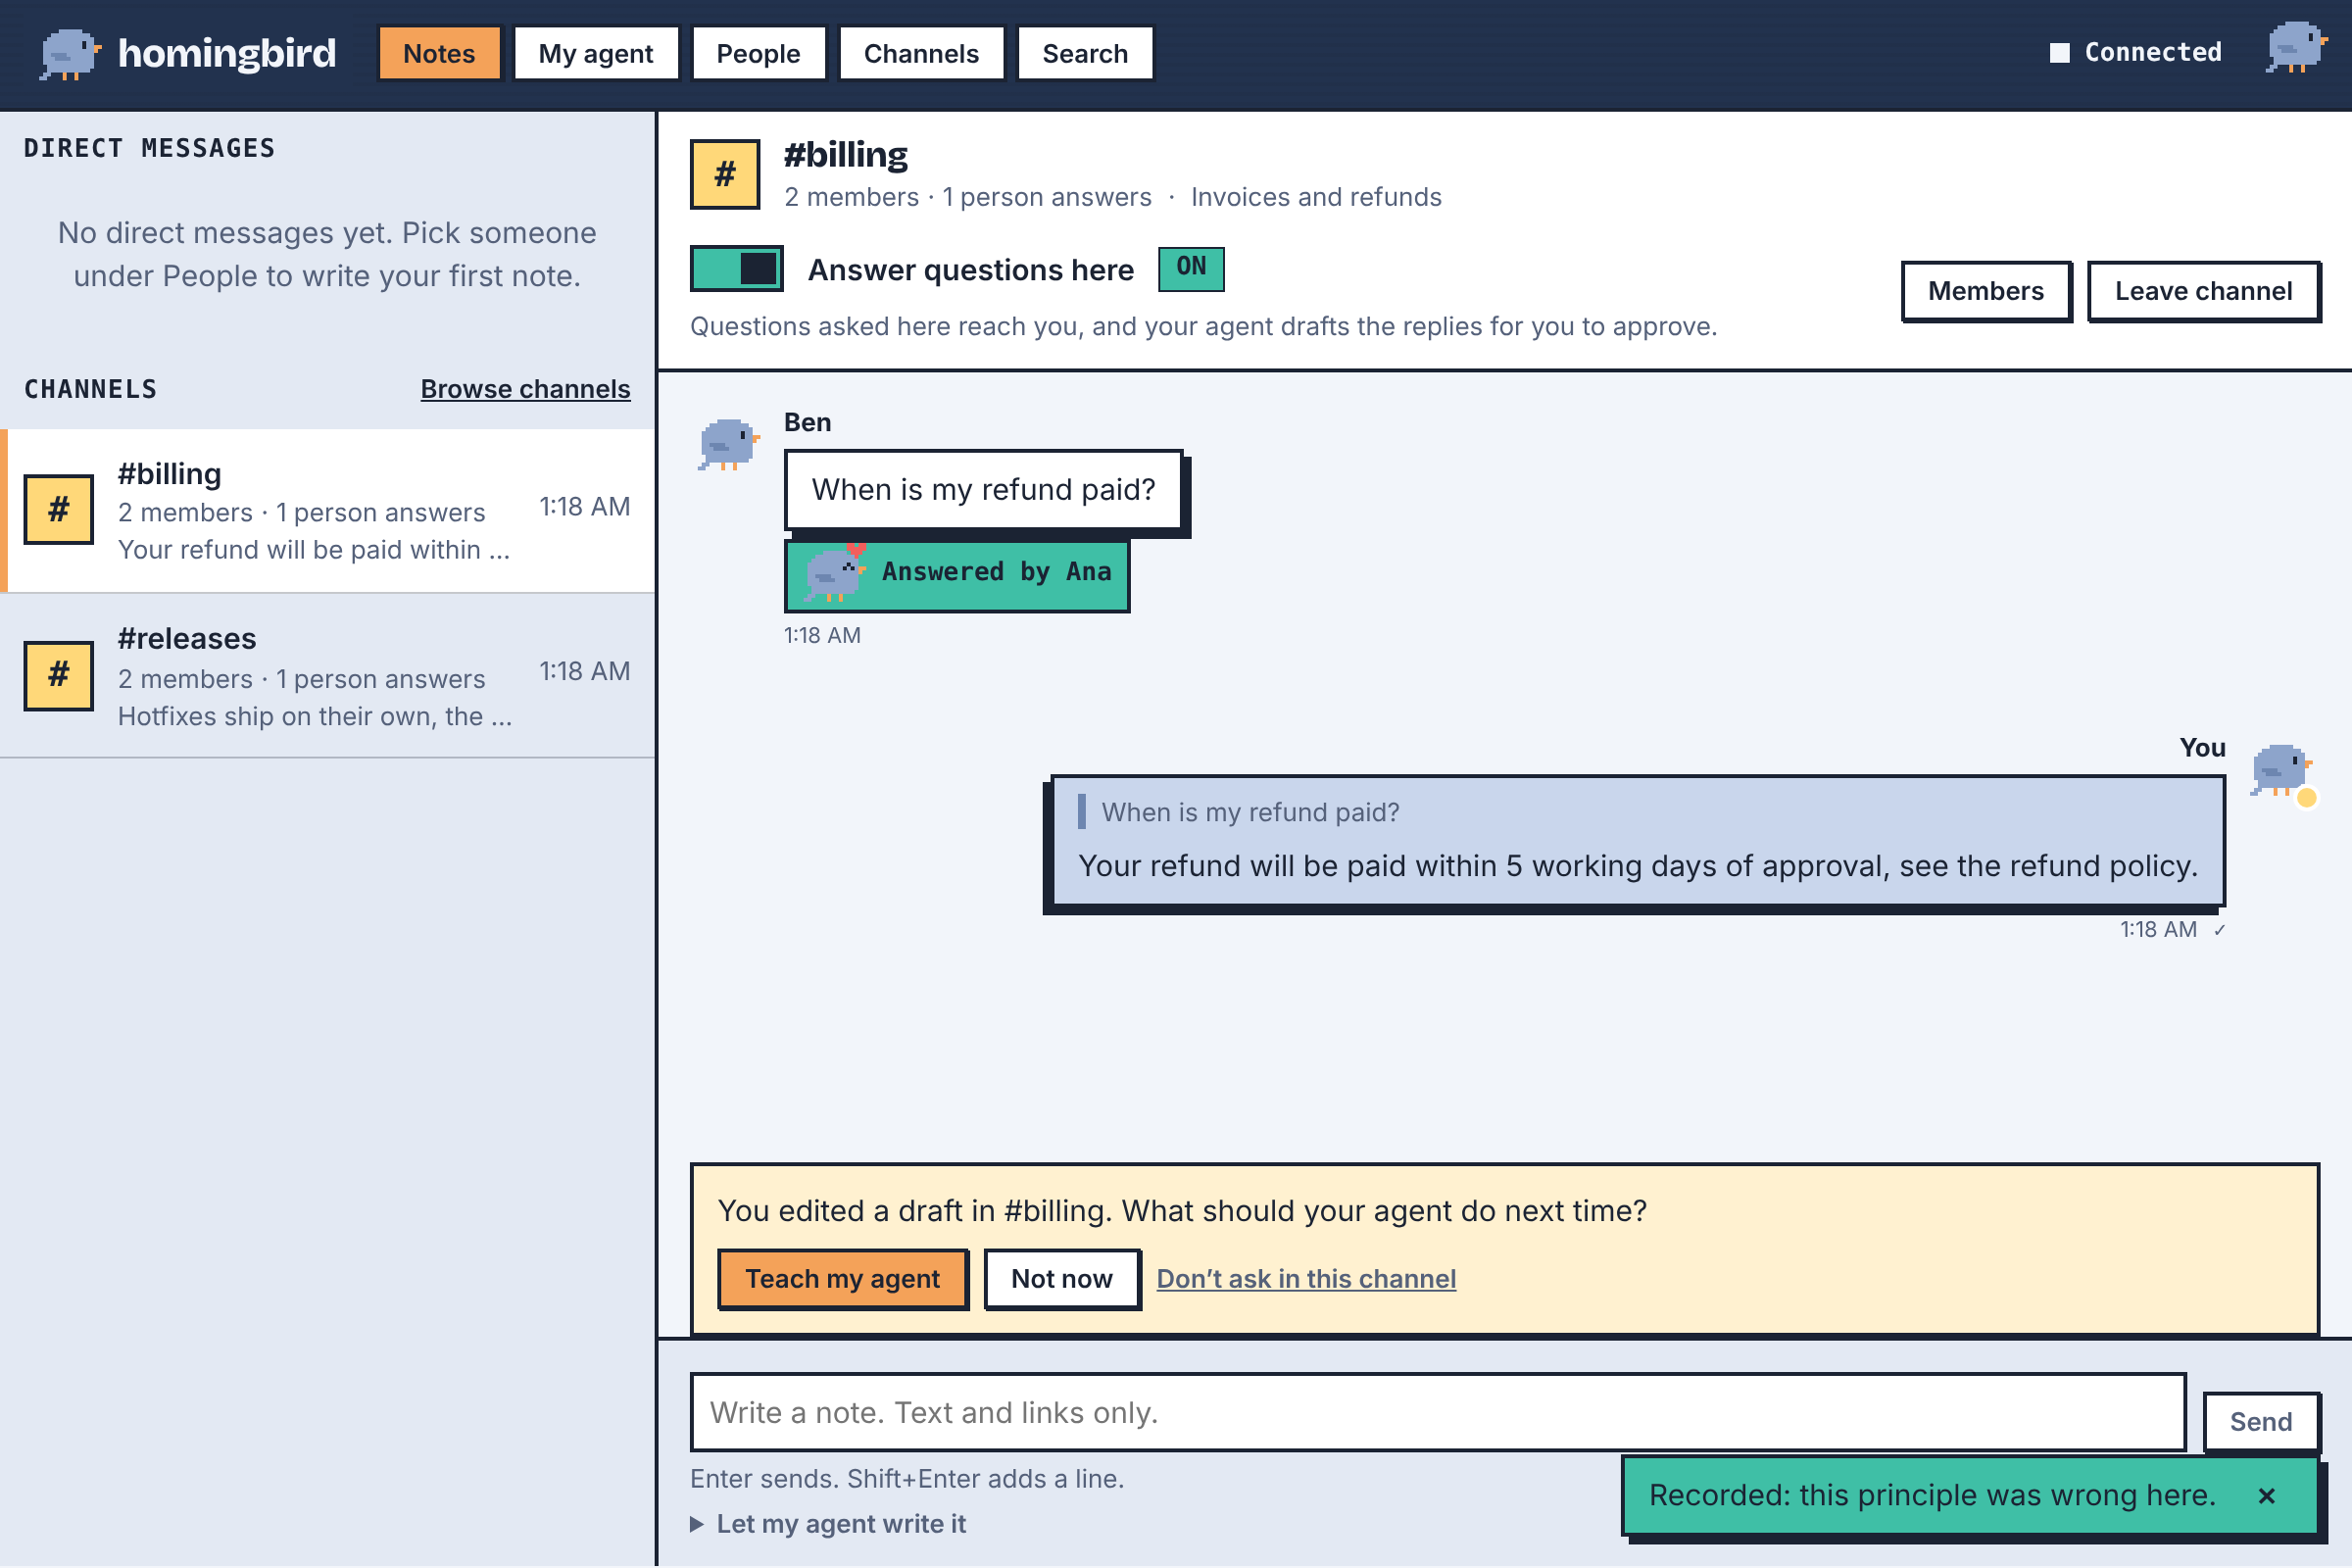 homingbird
Notes
My agent
People
Channels
Search
Connected
DIRECT MESSAGES
No direct messages yet. Pick someone
under People to write your first note.
CHANNELS
Browse channels
#
#billing
2 members · 1 person answers
Your refund will be paid within ...
1:18 AM
#
#releases
2 members · 1 person answers
Hotfixes ship on their own, the ...
1:18 AM
#
#billing
2 members · 1 person answers · Invoices and refunds
Answer questions here
ON
Questions asked here reach you, and your agent drafts the replies for you to approve.
Members
Leave channel
Ben
When is my refund paid?
Answered by Ana
1:18 AM
You
When is my refund paid?
Your refund will be paid within 5 working days of approval, see the refund policy.
1:18 AM ✓
You edited a draft in #billing. What should your agent do next time?
Teach my agent
Not now
Don’t ask in this channel
Write a note. Text and links only.
Send
Enter sends. Shift+Enter adds a line.
Let my agent write it
Recorded: this principle was wrong here. ×